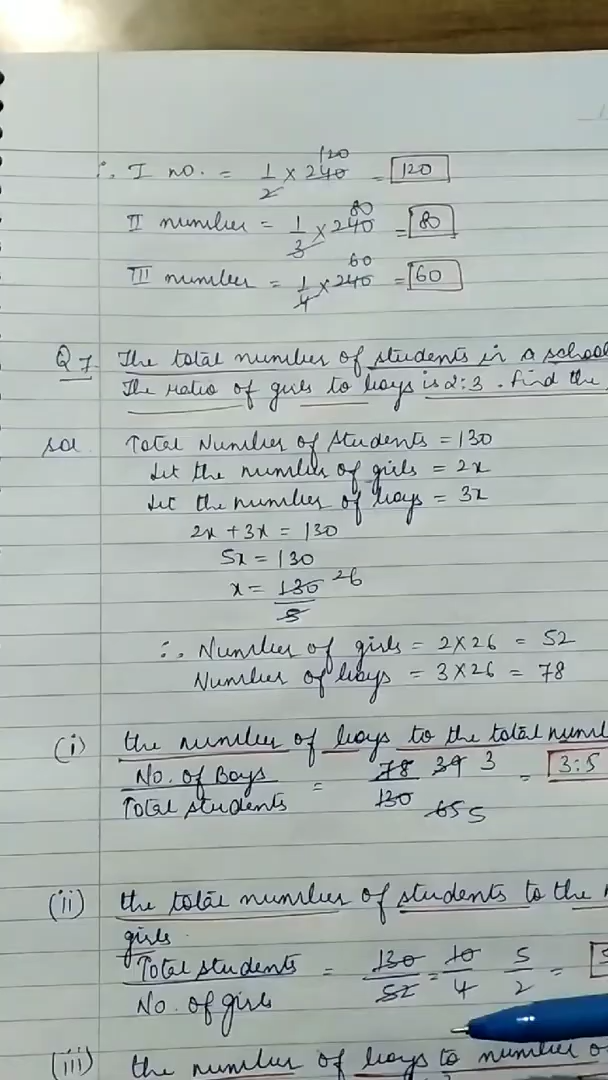 ∴ I no. = 1/2 × 240 120 = 120
II number = 1/3 × 240 80 = 80
III number = 1/4 × 240 60 = 60
Q7. The total number of students in a school
The ratio of girls to boys is 2:3. find the
sol. Total Number of students = 130
Let the number of girls = 2x
Let the number of boys = 3x
2x + 3x = 130
5x = 130
x = 130/5 26
∴ Number of girls = 2×26 = 52
Number of boys = 3×26 = 78
(i) the number of boys to the total
No. of Boys/Total students = 78/130 39/65 3/5 = 3:5
(ii) the total number of students to the
girls.
Total students/No. of girls = 130/52 = 10/4 5/2 =
(iii) the number of boys to number